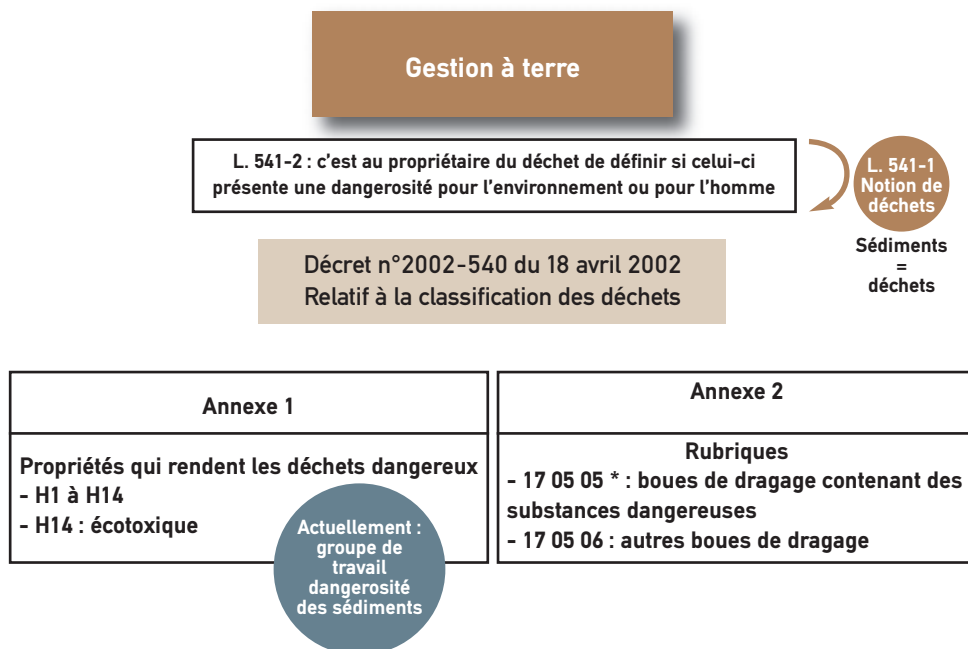 Gestion à terre
L. 541-2 : c'est au propriétaire du déchet de définir si celui-ci
présente une dangerosité pour l'environnement ou pour l'homme
L. 541-1
Notion de
déchets
Sédiments
=
déchets
Décret n°2002-540 du 18 avril 2002
Relatif à la classification des déchets
Annexe 1
Propriétés qui rendent les déchets dangereux
- H1 à H14
- H14 : écotoxique
Actuellement :
groupe de
travail
dangerosité
des sédiments
Annexe 2
Rubriques
- 17 05 05 * : boues de dragage contenant des
substances dangereuses
- 17 05 06 : autres boues de dragage